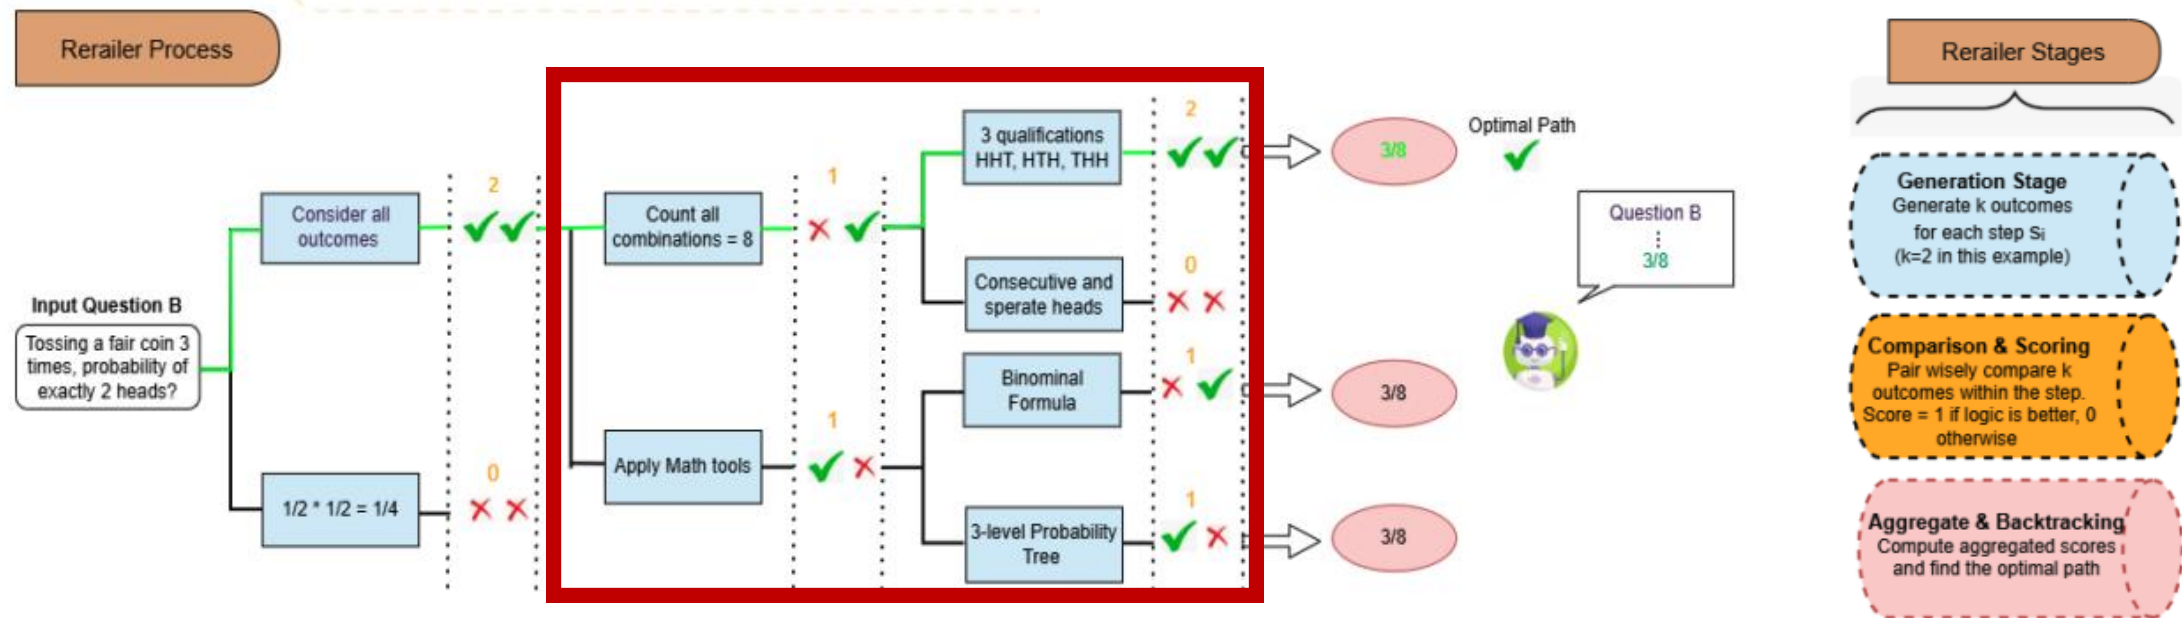 Rerailer Process
Input Question B
Tossing a fair coin 3
times, probability of
exactly 2 heads?
Consider all
outcomes
2
1/2 * 1/2 = 1/4
0
Count all
combinations = 8
1
Apply Math tools
1
3 qualifications
HHT, HTH, THH
2
Consecutive and
sperate heads
0
Binominal
Formula
1
3-level Probability
Tree
1
3/8
3/8
3/8
Optimal Path
Question B
3/8
Rerailer Stages
Generation Stage
Generate k outcomes
for each step Si
(k=2 in this example)
Comparison & Scoring
Pair wisely compare k
outcomes within the step.
Score = 1 if logic is better, 0
otherwise
Aggregate & Backtracking
Compute aggregated scores
and find the optimal path